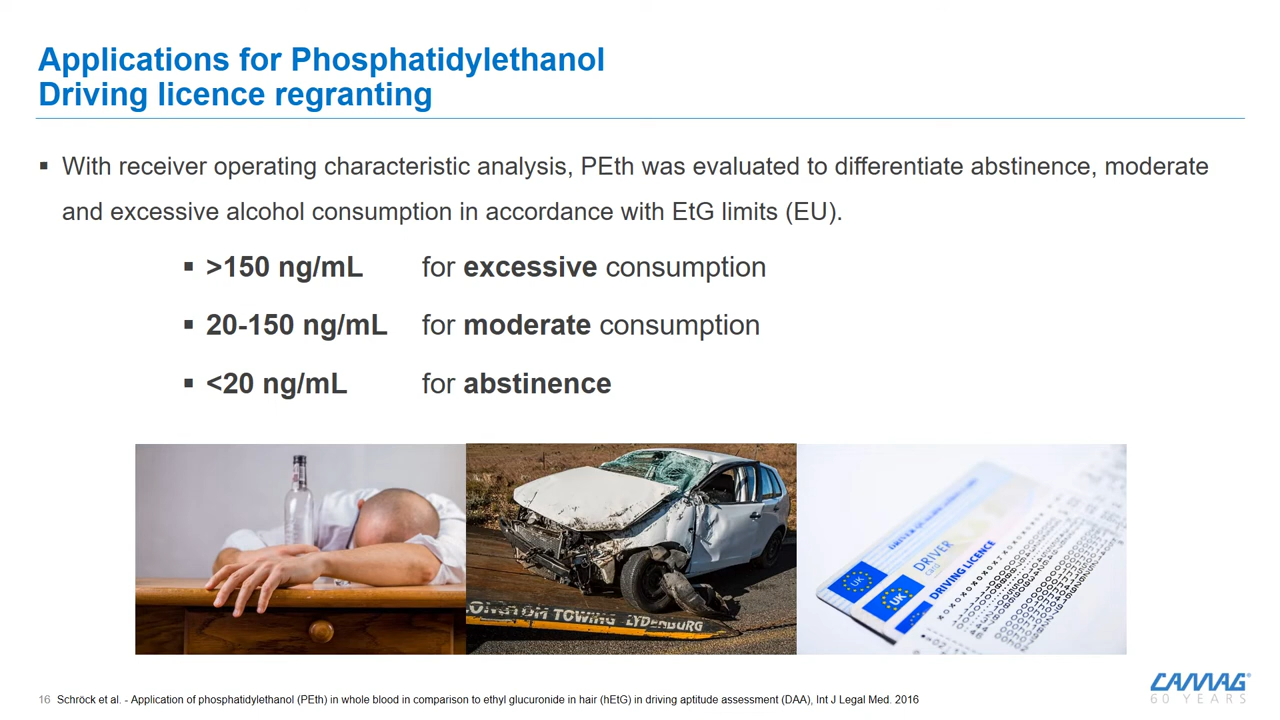 Applications for Phosphatidylethanol
Driving licence regranting
▪ With receiver operating characteristic analysis, PEth was evaluated to differentiate abstinence, moderate
and excessive alcohol consumption in accordance with EtG limits (EU).
▪ >150 ng/mL for excessive consumption
▪ 20-150 ng/mL for moderate consumption
▪ <20 ng/mL for abstinence
TOWING LYDENBURG
UK
DRIVER
UK
DRIVING LICENCE
16 Schröck et al. - Application of phosphatidylethanol (PEth) in whole blood in comparison to ethyl glucuronide in hair (hEtG) in driving aptitude assessment (DAA), Int J Legal Med. 2016
CAMAG®
60 YEARS